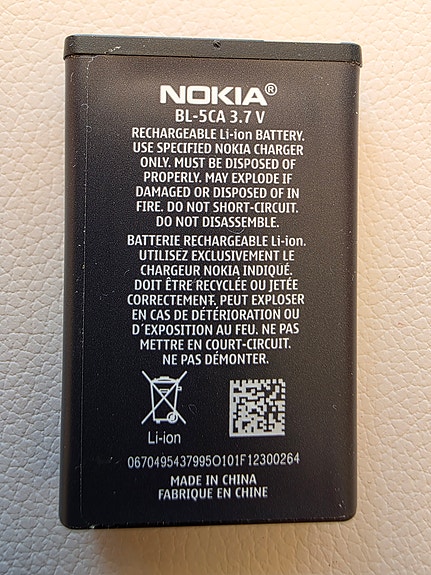 NOKIA®
BL-5CA 3.7 V
RECHARGEABLE Li-ion BATTERY.
USE SPECIFIED NOKIA CHARGER
ONLY. MUST BE DISPOSED OF
PROPERLY. MAY EXPLODE IF
DAMAGED OR DISPOSED OF IN
FIRE. DO NOT SHORT-CIRCUIT.
DO NOT DISASSEMBLE.
BATTERIE RECHARGEABLE Li-ion.
UTILISEZ EXCLUSIVEMENT LE
CHARGEUR NOKIA INDIQUÉ.
DOIT ÊTRE RECYCLÉE OU JETÉE
CORRECTEMENT. PEUT EXPLOSER
EN CAS DE DÉTÉRIORATION OU
D´EXPOSITION AU FEU. NE PAS
METTRE EN COURT-CIRCUIT.
NE PAS DÉMONTER.
Li-ion
0670495437995O101F12300264
MADE IN CHINA
FABRIQUE EN CHINE